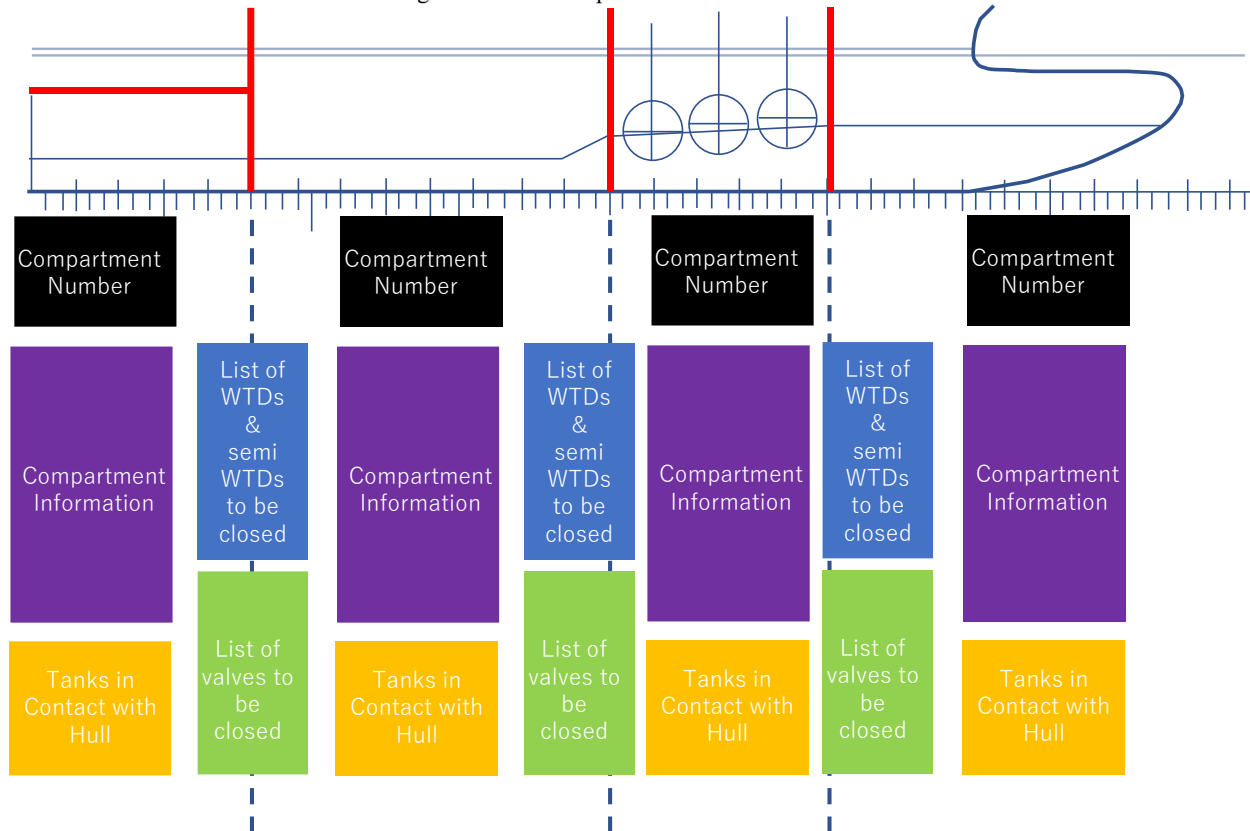 Compartment
Number
Compartment
Number
Compartment
Number
Compartment
Number
Compartment
Information
List of
WTDs
&
semi
WTDs
to be
closed
Compartment
Information
List of
WTDs
&
semi
WTDs
to be
closed
Compartment
Information
List of
WTDs
&
semi
WTDs
to be
closed
Compartment
Information
Tanks in
Contact with
Hull
List of
valves to
be
closed
Tanks in
Contact with
Hull
List of
valves to
be
closed
Tanks in
Contact with
Hull
List of
valves to
be
closed
Tanks in
Contact with
Hull